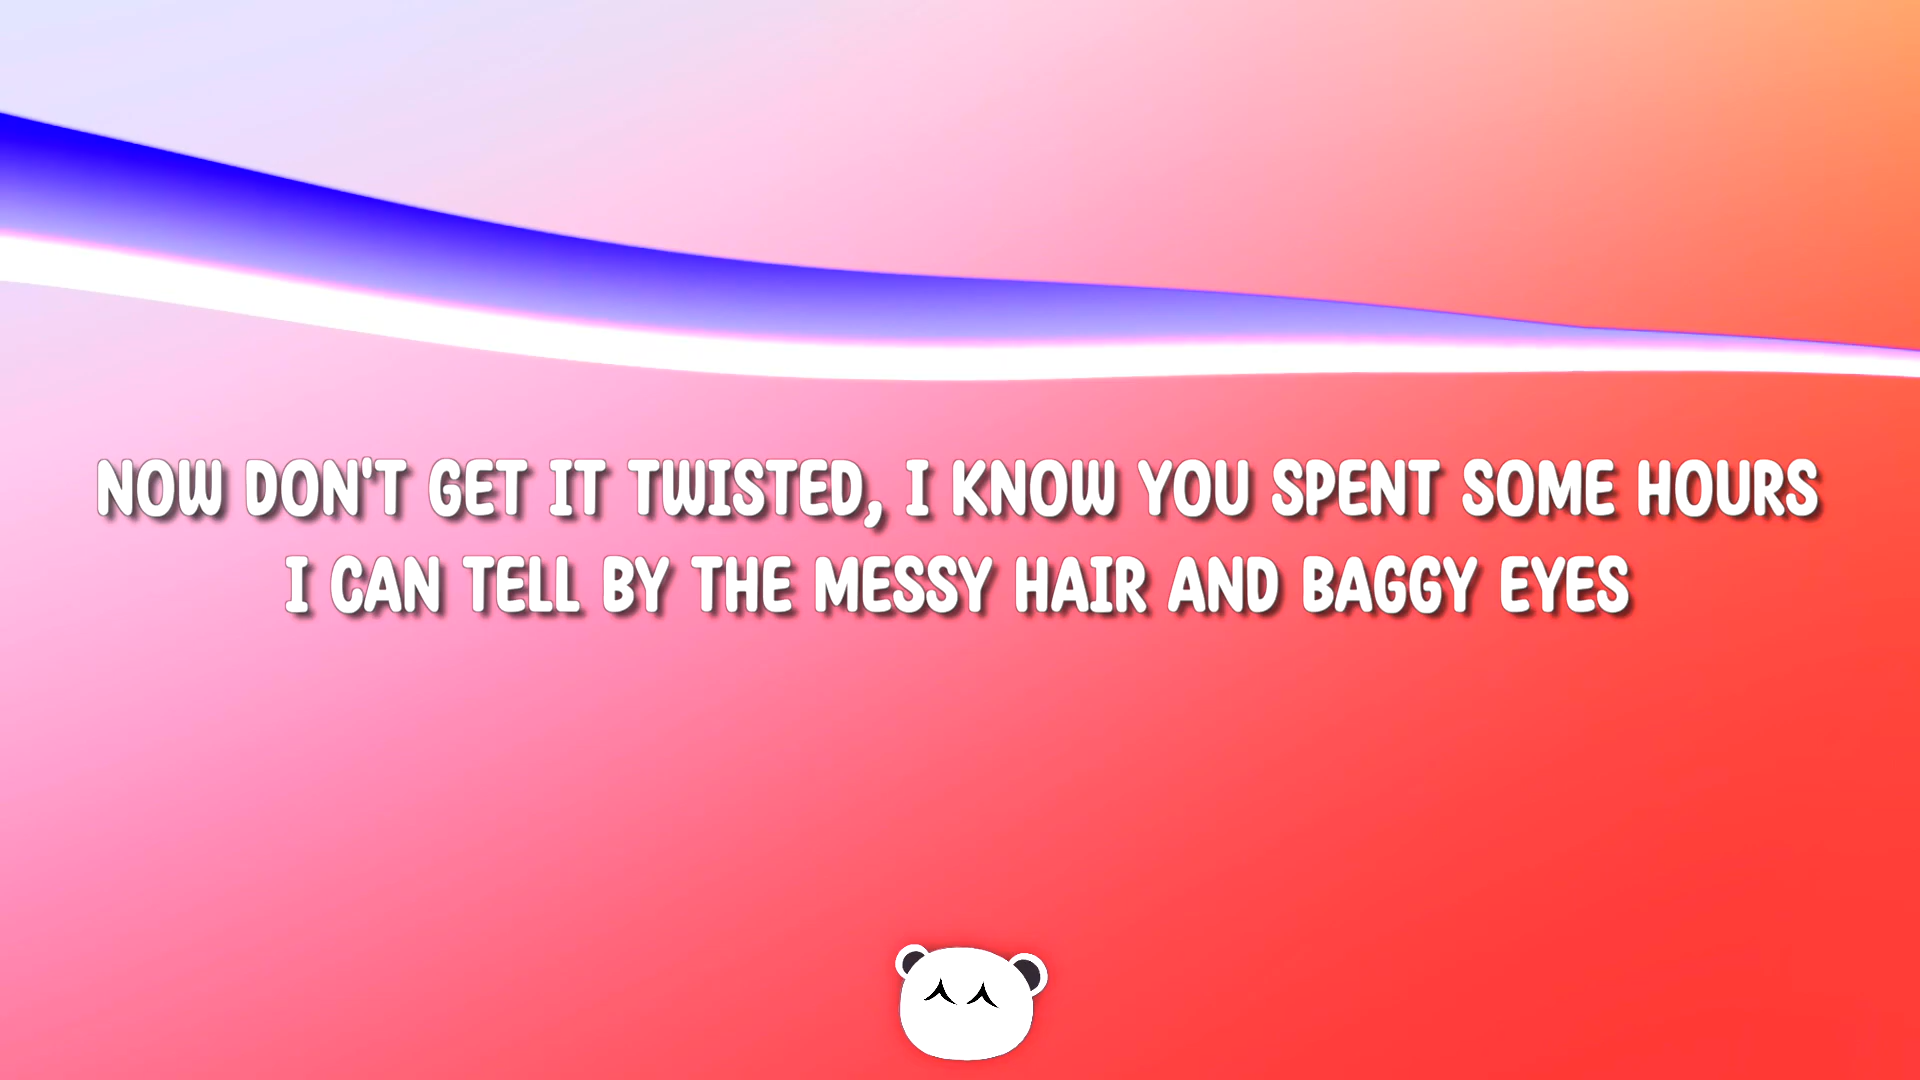 NOW DON'T GET IT TWISTED, I KNOW YOU SPENT SOME HOURS
I CAN TELL BY THE MESSY HAIR AND BAGGY EYES